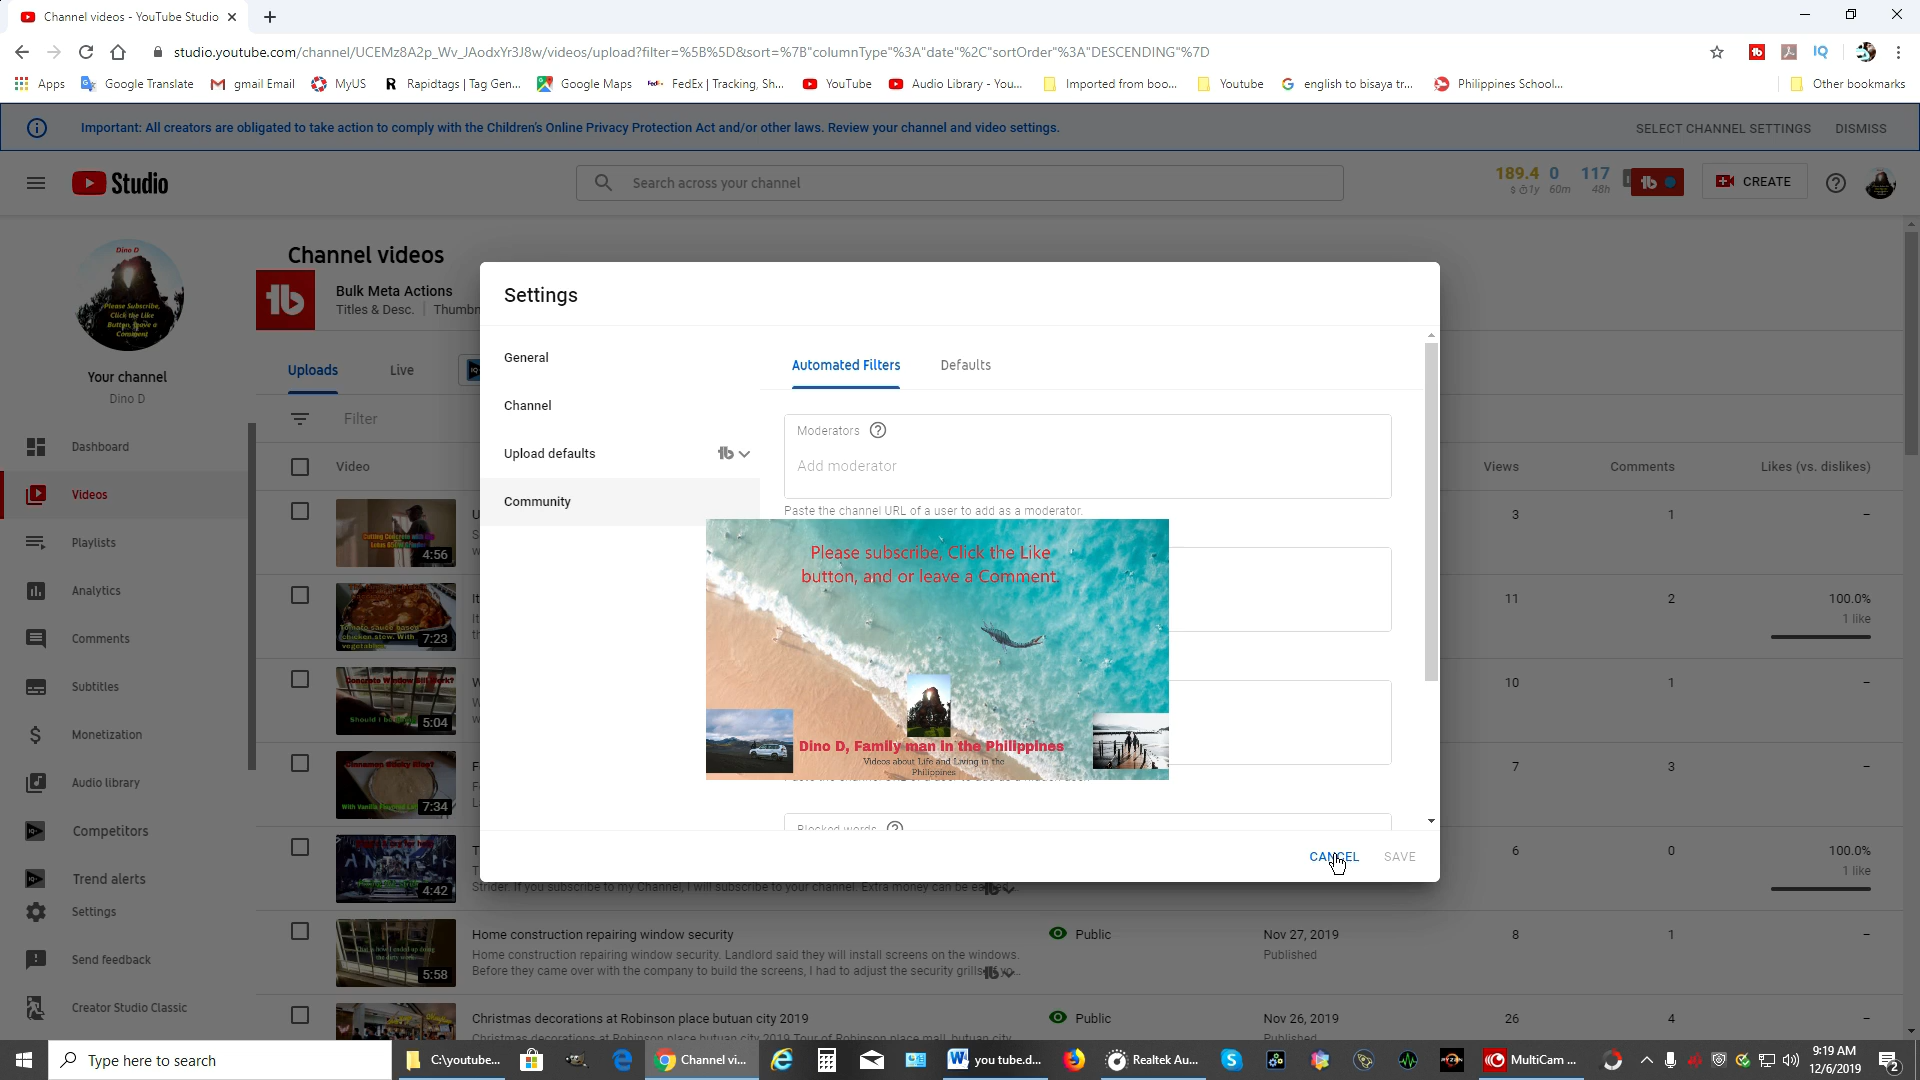 Channel videos - YouTube Studio
studio.youtube.com/channel/UCEMz8A2p_Wv_JAodxYr3J8w/videos/upload?filter=%5B%5D&sort=%7B"columnType"%3A"date"%2C"sortOrder"%3A"DESCENDING"%7D
Apps Google Translate gmail Email MyUS Rapidtags | Tag Gen... Google Maps FedEx | Tracking, Sh... YouTube Audio Library - You... Imported from boo... Youtube english to bisaya tr... Philippines School... Other bookmarks
Important: All creators are obligated to take action to comply with the Children's Online Privacy Protection Act and/or other laws. Review your channel and video settings. SELECT CHANNEL SETTINGS DISMISS
Studio Search across your channel 189.4 0 117 CREATE
1y 60m 48h
Dino D
Please Subscribe,
Click the Like
Button, leave a
Comment
Your channel
Dino D
Dashboard
Videos
Playlists
Analytics
Comments
Subtitles
Monetization
Audio library
Competitors
Trend alerts
Settings
Send feedback
Creator Studio Classic
Channel videos
Bulk Meta Actions
Titles & Desc. Thumbn
Uploads Live
Filter
Video Views Comments Likes (vs. dislikes)
4:56 3 1 –
7:23 11 2 100.0%
1 like
5:04 10 1 –
7:34 7 3 –
4:42 6 0 100.0%
1 like
Strider. If you subscribe to my Channel, I will subscribe to your channel. Extra money can be
Home construction repairing window security Public Nov 27, 2019 8 1 –
Home construction repairing window security. Landlord said they will install screens on the windows. Published
Before they came over with the company to build the screens, I had to adjust the security grills
5:58
Christmas decorations at Robinson place butuan city 2019 Public Nov 26, 2019 26 4 –
Christmas decorations at Robinson place butuan city 2019 Tour of Robinson place mall, butuan city Published
Settings
General
Channel
Upload defaults
Community
Automated Filters Defaults
Moderators
Add moderator
Paste the channel URL of a user to add as a moderator.
Please subscribe, Click the Like
button, and or leave a Comment.
Dino D, Family man in the Philippines
Videos about Life and Living in the
Philippines
Blocked words
CANCEL SAVE
Type here to search C:\youtube... Channel vi... you tube.d... Realtek Au... MultiCam ... 9:19 AM
12/6/2019
2